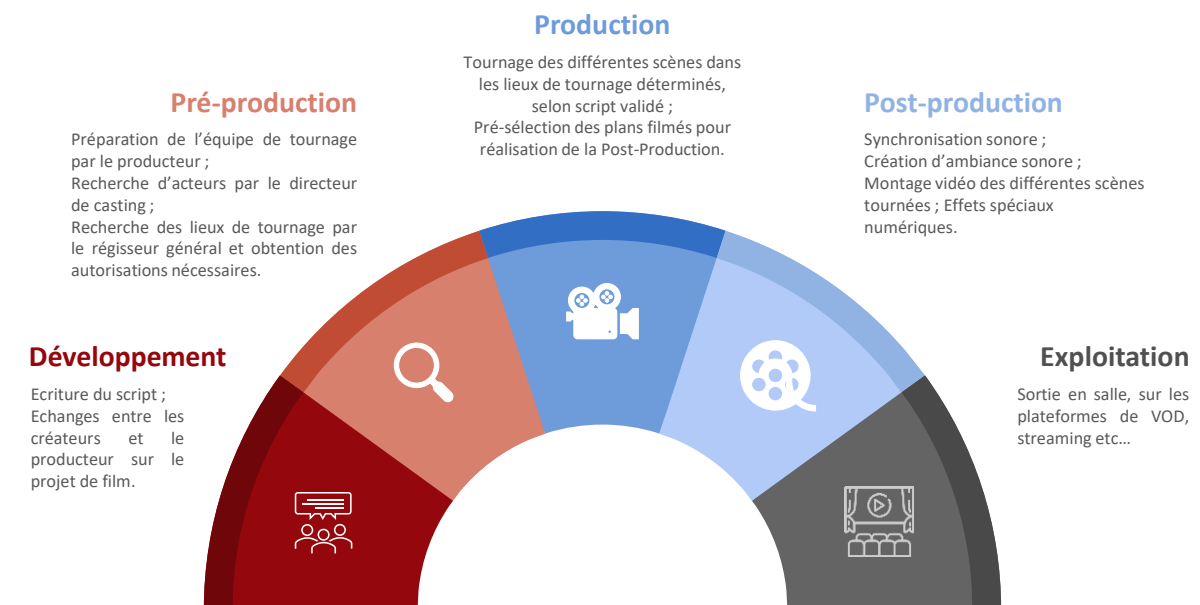 Développement
Ecriture du script ;
Echanges entre les
créateurs et le
producteur sur le
projet de film.
Pré-production
Préparation de l’équipe de tournage
par le producteur ;
Recherche d’acteurs par le directeur
de casting ;
Recherche des lieux de tournage par
le régisseur général et obtention des
autorisations nécessaires.
Production
Tournage des différentes scènes dans
les lieux de tournage déterminés,
selon script validé ;
Pré-sélection des plans filmés pour
réalisation de la Post-Production.
Post-production
Synchronisation sonore ;
Création d’ambiance sonore ;
Montage vidéo des différentes scènes
tournées ; Effets spéciaux
numériques.
Exploitation
Sortie en salle, sur les
plateformes de VOD,
streaming etc…